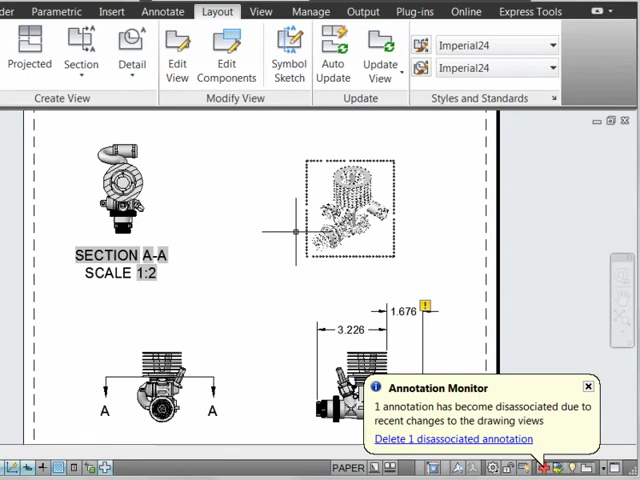 der Parametric Insert Annotate Layout View Manage Output Plug-ins Online Express Tools
Projected Section Detail
Edit View
Edit Components
Symbol Sketch
Auto Update
Update View
Imperial24
Imperial24
Create View Modify View Update Styles and Standards
SECTION A-A
SCALE 1:2
1.676
3.226
A A
Annotation Monitor
1 annotation has become disassociated due to
recent changes to the drawing views
Delete 1 disassociated annotation
PAPER